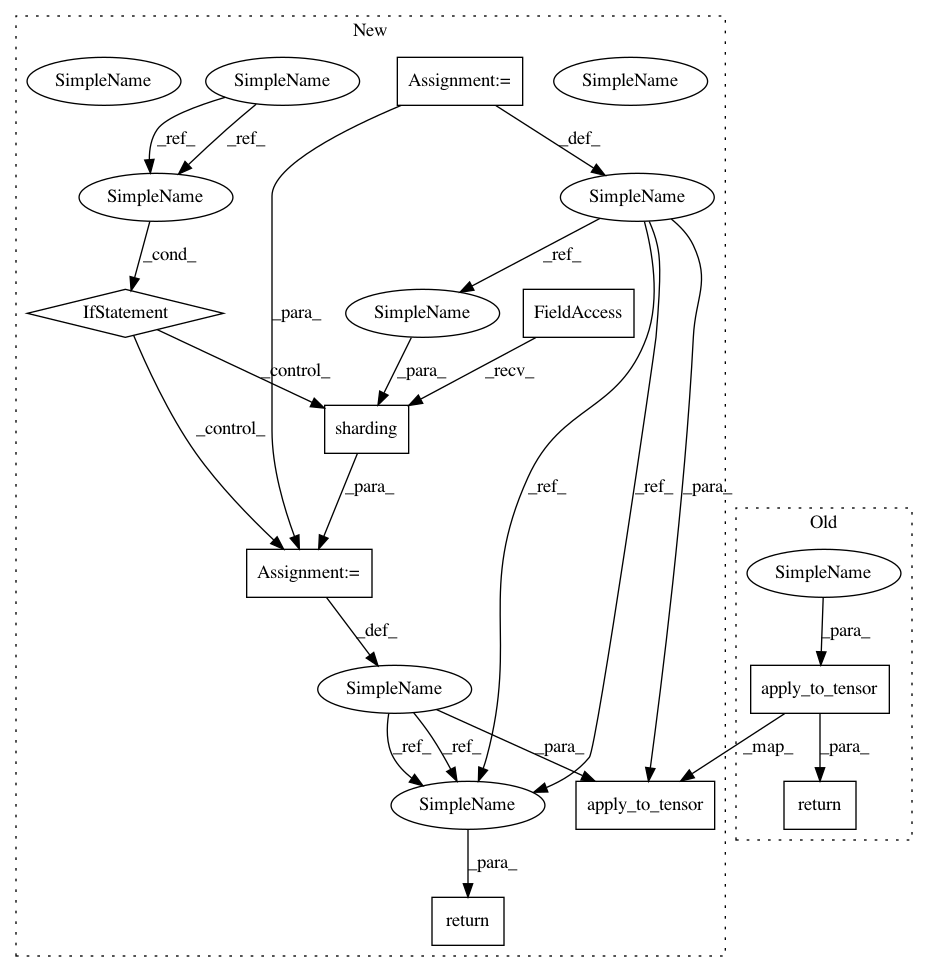 New
SimpleName
SimpleName
Assignment:=
SimpleName
_ref_
_ref_
_def_
SimpleName
SimpleName
_cond_
_ref_
IfStatement
_para_
SimpleName
FieldAccess
_control_
_para_
_recv_
_control_
sharding
_para_
_ref_
_ref_
_para_
Old
Assignment:=
SimpleName
_def_
_para_
SimpleName
apply_to_tensor
_ref_
_ref_
_para_
_map_
_para_
SimpleName
apply_to_tensor
return
_para_
return